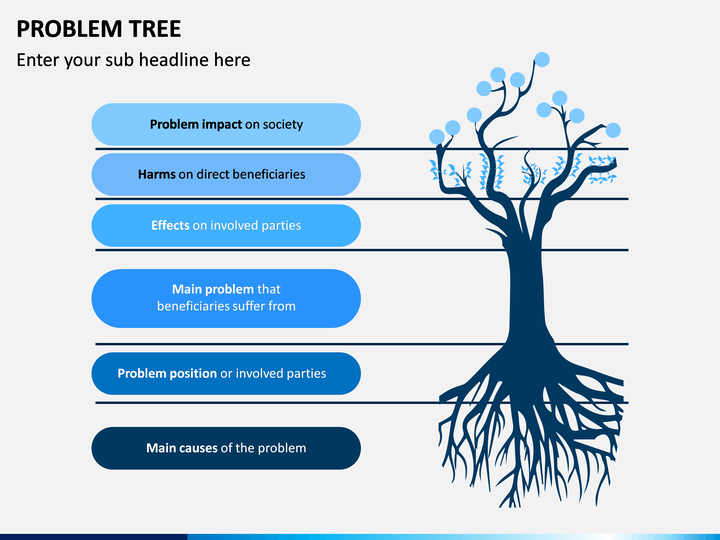 PROBLEM TREE
Enter your sub headline here
Problem impact on society
Harms on direct beneficiaries
Effects on involved parties
Main problem that
beneficiaries suffer from
Problem position or involved parties
Main causes of the problem